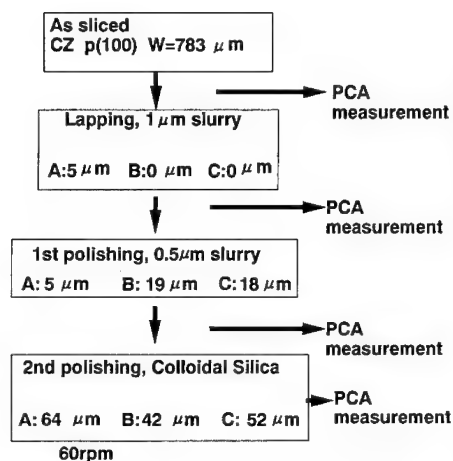 As sliced
CZ p(100) W=783 μm
PCA
measurement
Lapping, 1μm slurry
A:5 μm B:0 μm C:0 μm
PCA
measurement
1st polishing, 0.5μm slurry
A: 5 μm B: 19 μm C: 18 μm
PCA
measurement
2nd polishing, Colloidal Silica
PCA
measurement
A: 64 μm B: 42 μm C: 52 μm
60rpm